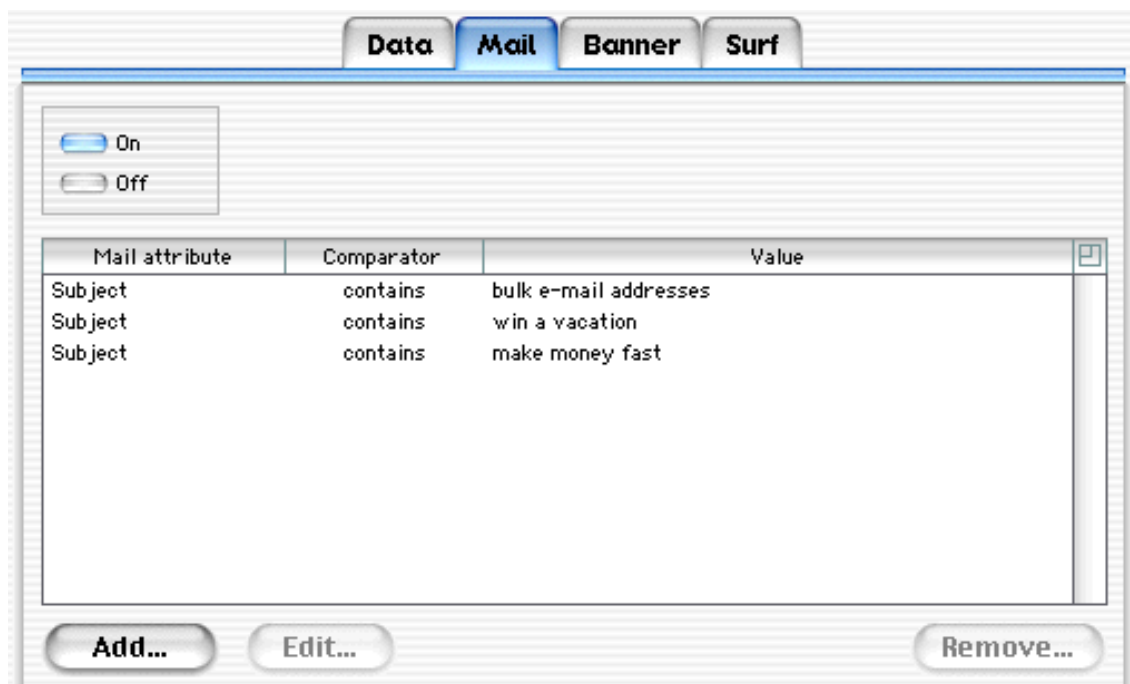 Data Mail Banner Surf
On
Off
Mail attribute Comparator Value
Subject contains bulk e-mail addresses
Subject contains win a vacation
Subject contains make money fast
Add... Edit... Remove...